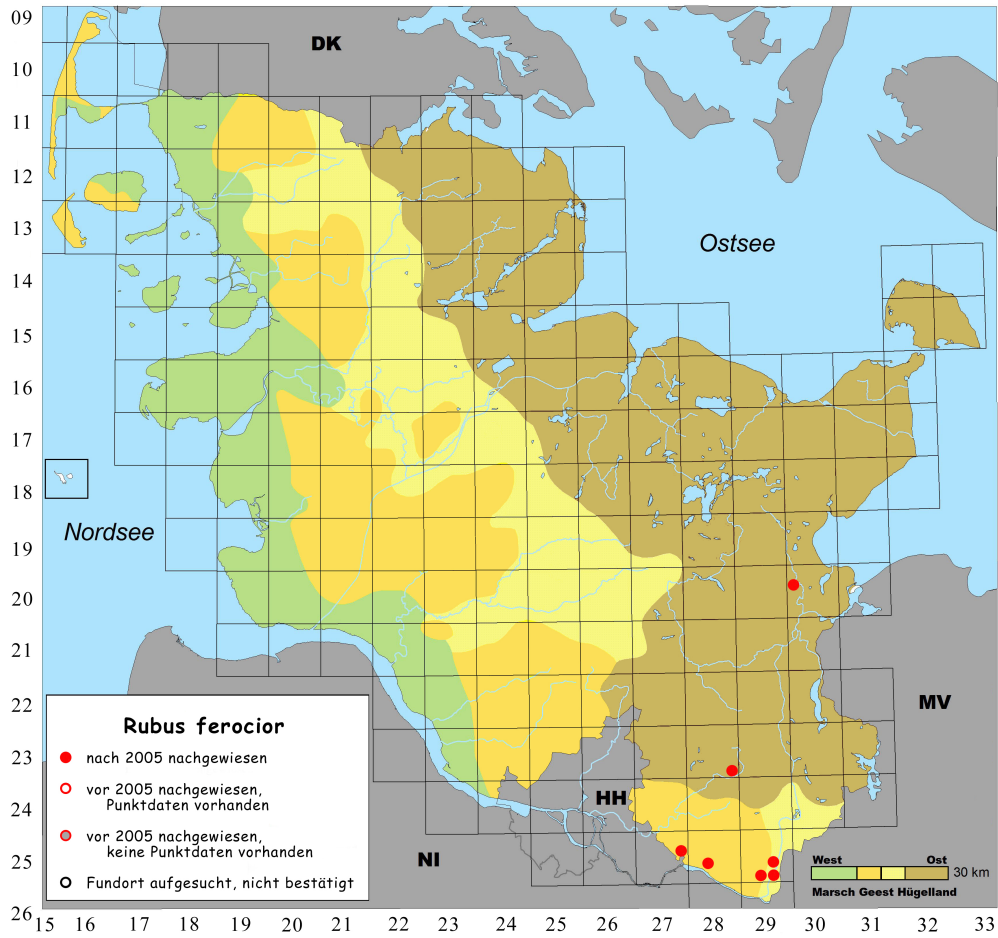 09
10
11
12
13
14
15
16
17
18
19
20
21
22
23
24
25
26
DK
Ostsee
Nordsee
MV
HH
NI
Rubus ferocior
nach 2005 nachgewiesen
vor 2005 nachgewiesen,
Punktdaten vorhanden
vor 2005 nachgewiesen,
keine Punktdaten vorhanden
Fundort aufgesucht, nicht bestätigt
West Ost
30 km
Marsch Geest Hügelland
15 16 17 18 19 20 21 22 23 24 25 26 27 28 29 30 31 32 33